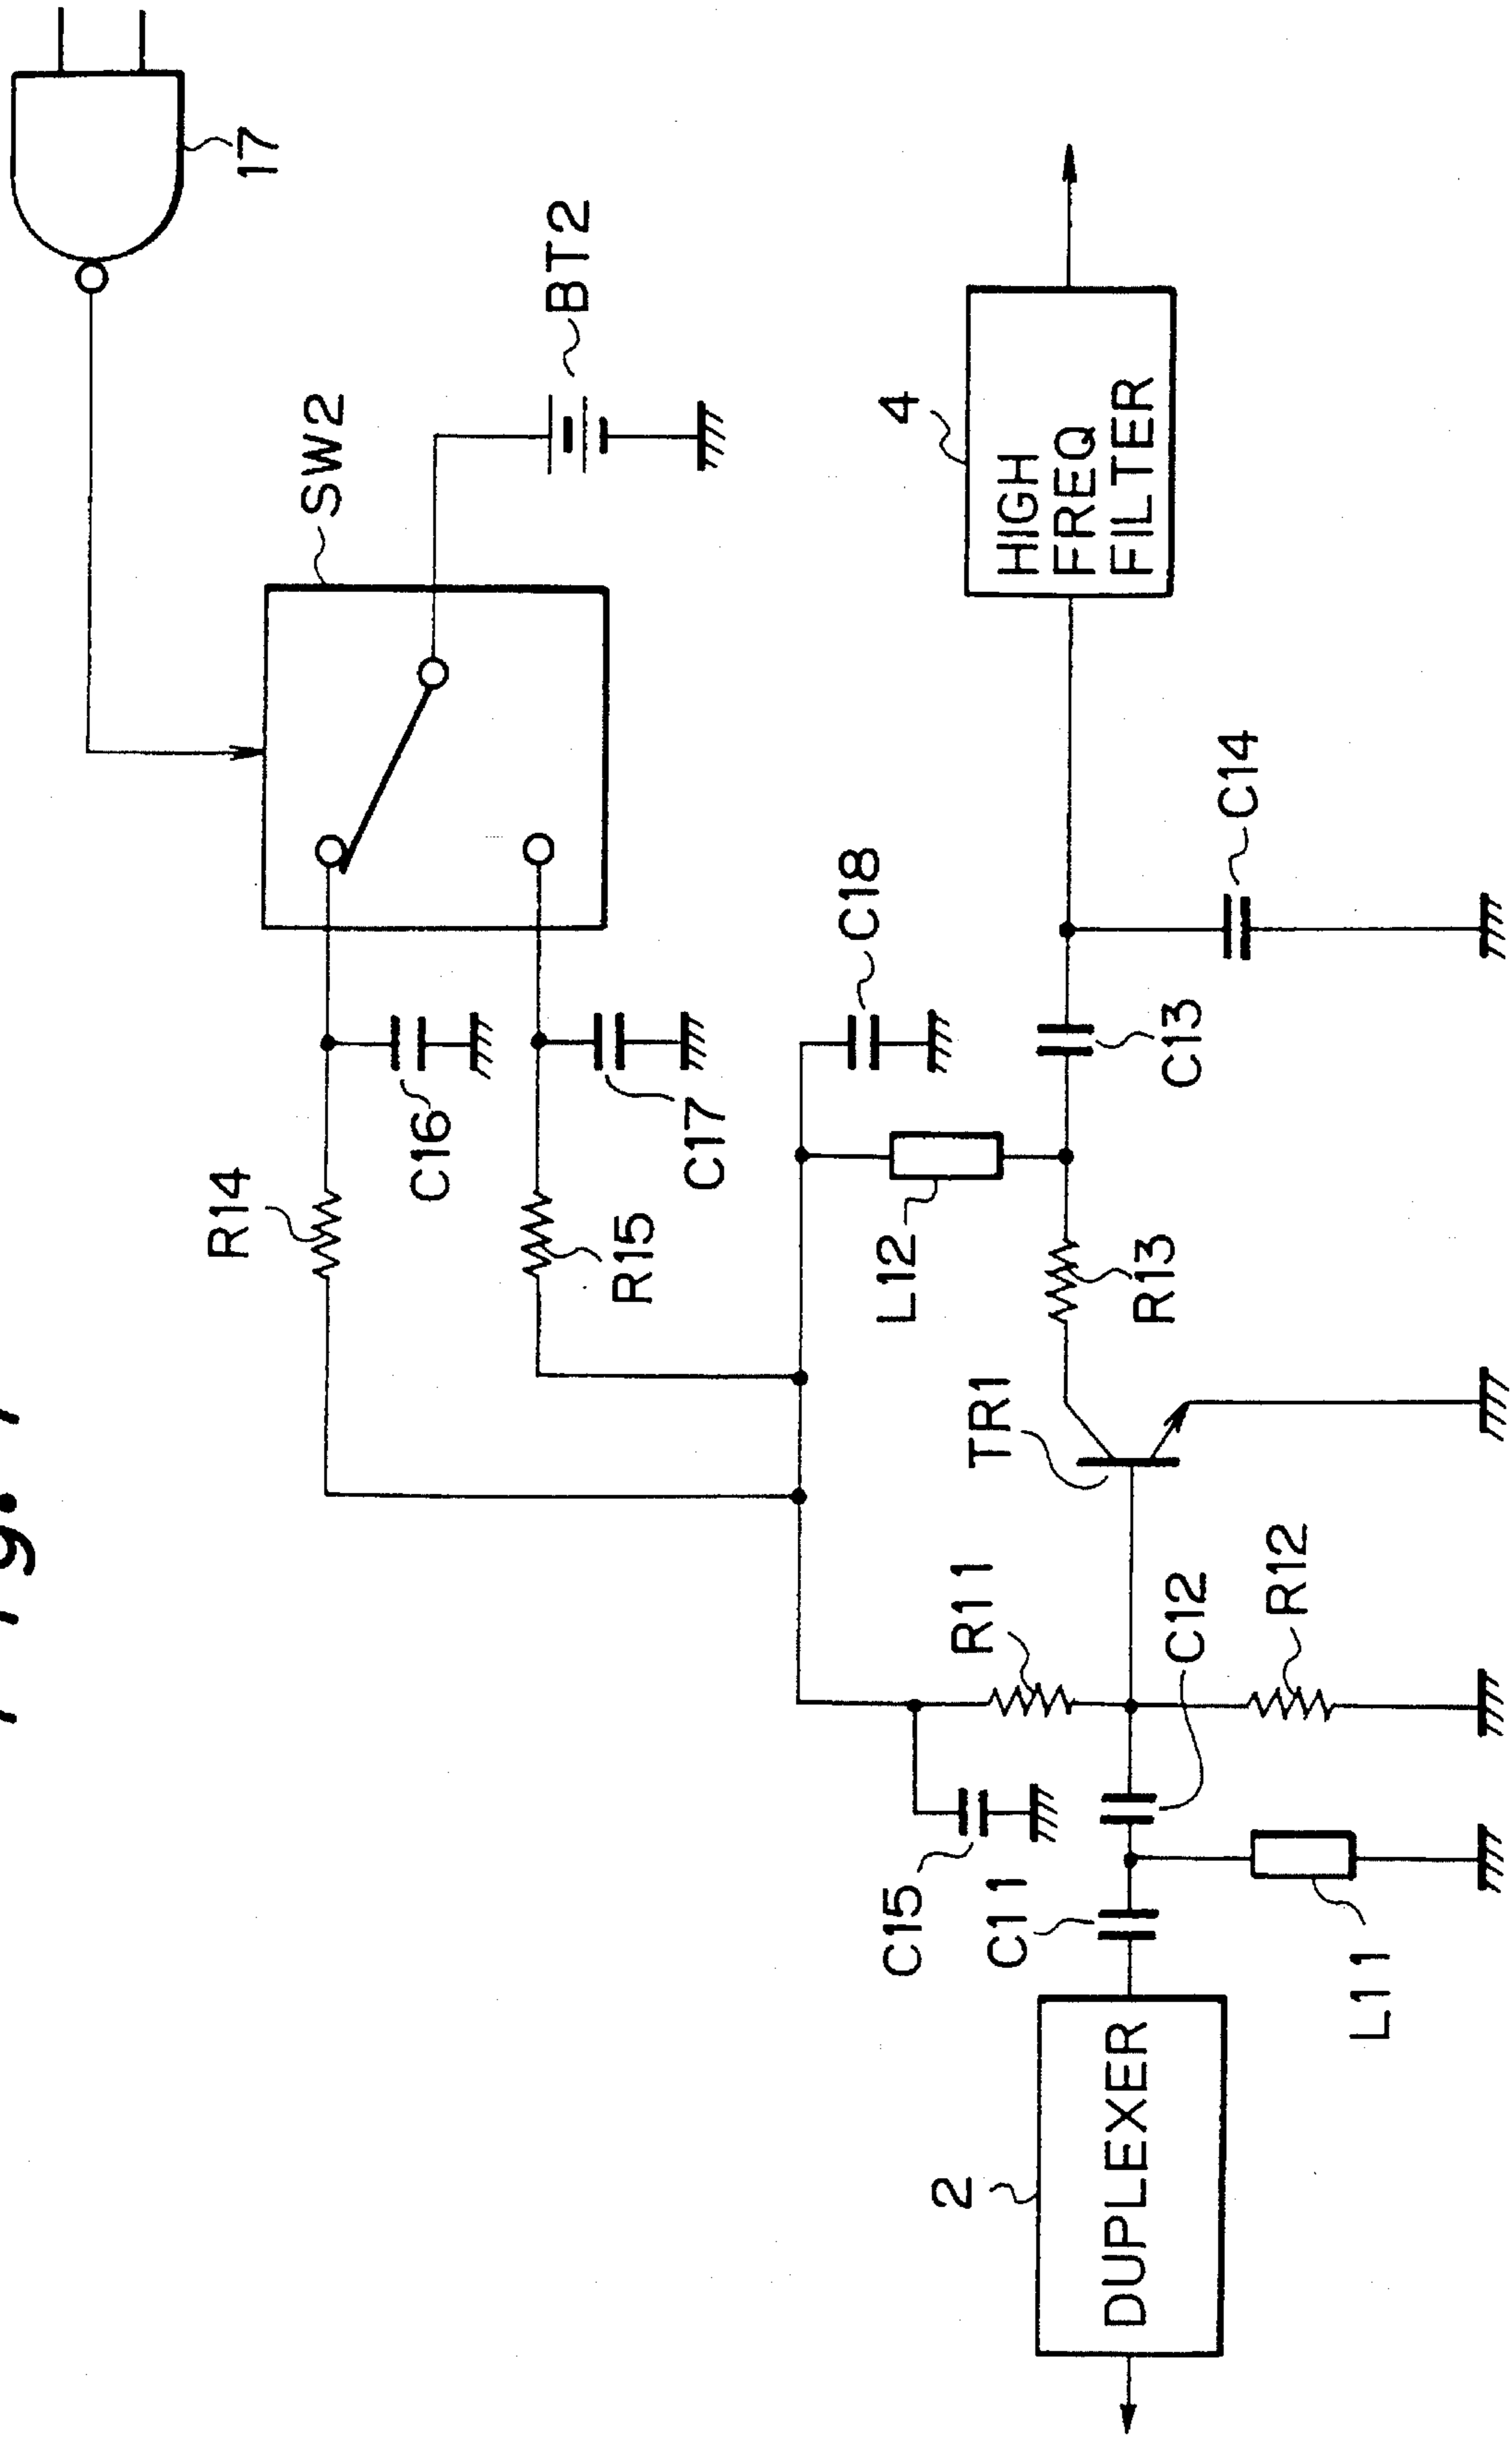 17
BT2
SW2
R14
C16
R15
C17
C18
4
HIGH
FREQ
FILTER
L12
C13
C14
R13
TR1
R11
C12
R12
C15
C11
L11
2
DUPLEXER